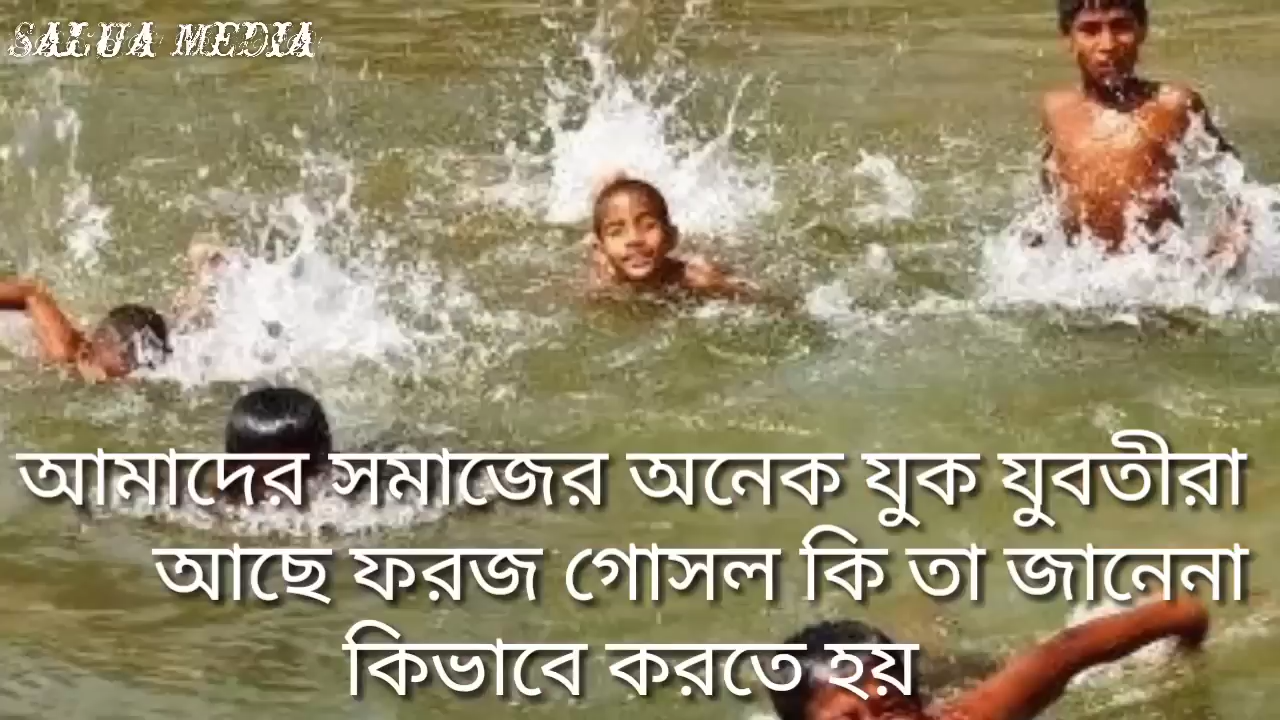 SALUA MEDIA
আমাদের সমাজের অনেক যুক যুবতীরা
আছে ফরজ গোসল কি তা জানেনা
কিভাবে করতে হয়